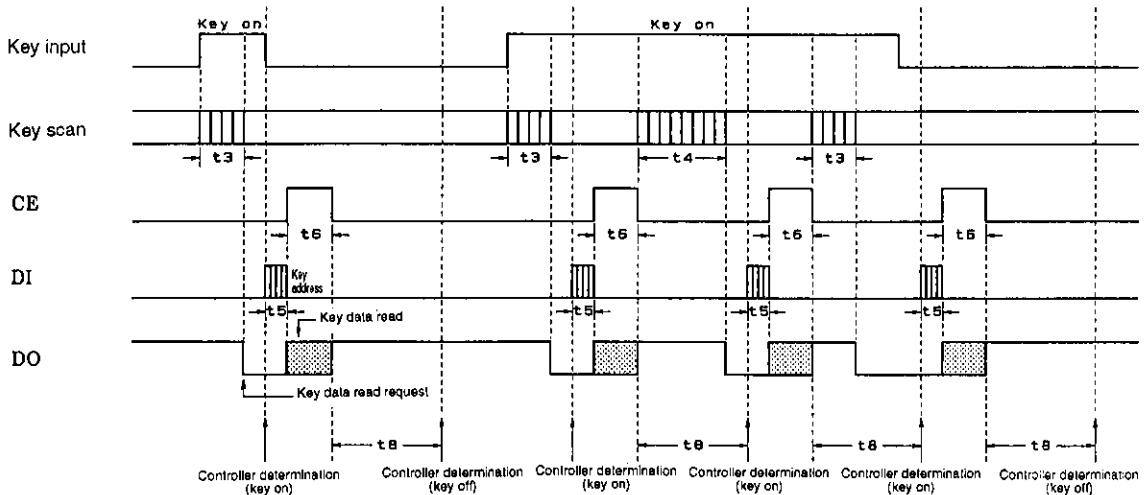 Key on
Key on
Key input
Key scan
t3
t3
t4
t3
CE
t6
t6
t6
t6
DI
Key
address
t5
t5
t5
t5
Key data read
DO
Key data read request
t8
t8
t8
t8
Controller determination
(key on)
Controller determination
(key off)
Controller determination
(key on)
Controller determination
(key on)
Controller determination
(key on)
Controller determination
(key off)